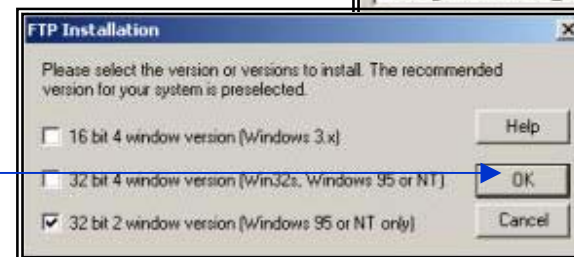 FTP Installation
Please select the version or versions to install. The recommended
version for your system is preselected.
16 bit 4 window version (Windows 3.x)
Help
32 bit 4 window version (Win32s, Windows 95 or NT)
OK
32 bit 2 window version (Windows 95 or NT only)
Cancel